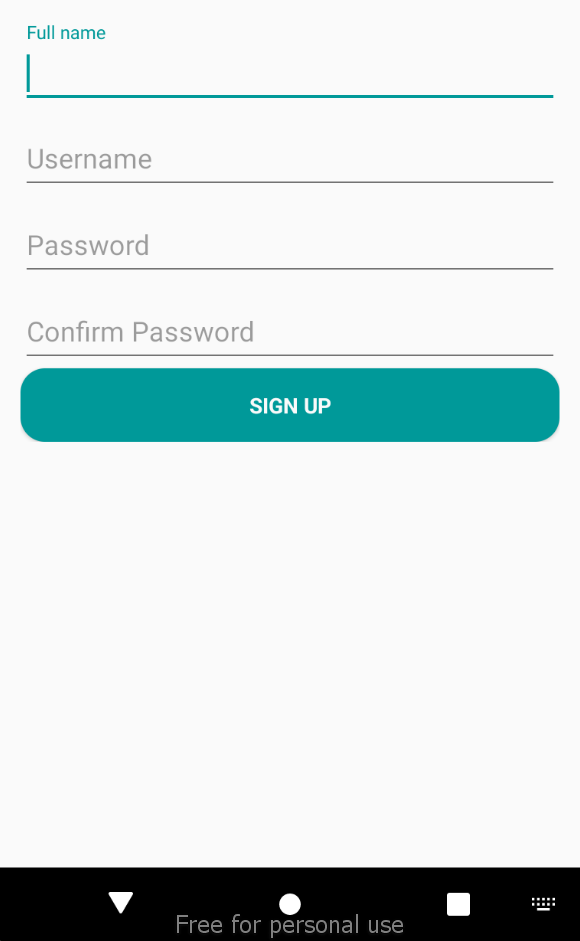 Full name
Username
Password
Confirm Password
SIGN UP
Free for personal use